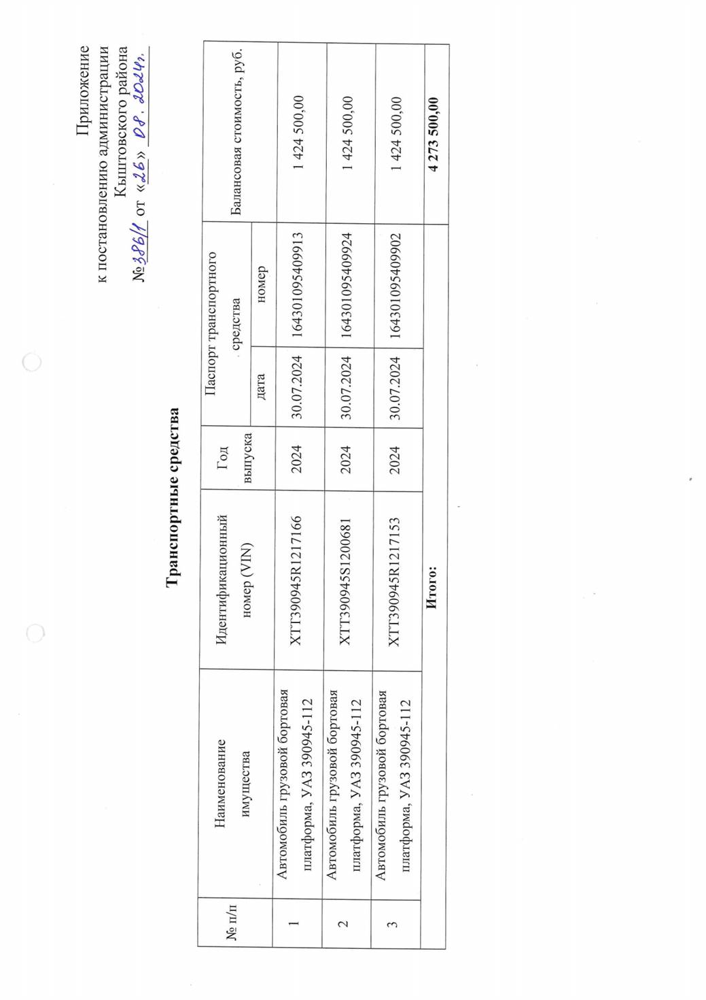 Приложение
к постановлению администрации
Кыштовского района
№386/1 от «26» 08. 2024г.
Транспортные средства
№ п/п
Наименование
имущества
Идентификационный
номер (VIN)
Год
выпуска
Паспорт транспортного
средства
дата
номер
Балансовая стоимость, руб.
1
Автомобиль грузовой бортовая
платформа, УАЗ 390945-112
XTT390945R1217166
2024
30.07.2024
164301095409913
1 424 500,00
2
Автомобиль грузовой бортовая
платформа, УАЗ 390945-112
XTT390945S1200681
2024
30.07.2024
164301095409924
1 424 500,00
3
Автомобиль грузовой бортовая
платформа, УАЗ 390945-112
XTT390945R1217153
2024
30.07.2024
164301095409902
1 424 500,00
Итого:
4 273 500,00